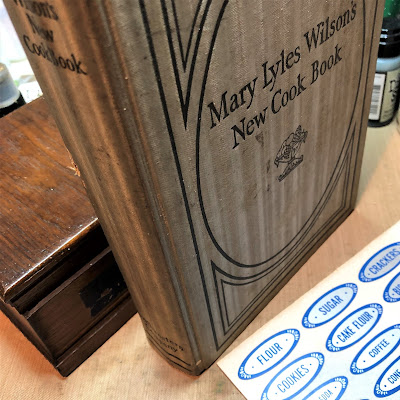 Wilson's
New
CookBook
Mary Lyles Wilson's
New Cook Book
CRACKERS
SUGAR
CAKE FLOUR
FLOUR
COFFEE
COOKIES